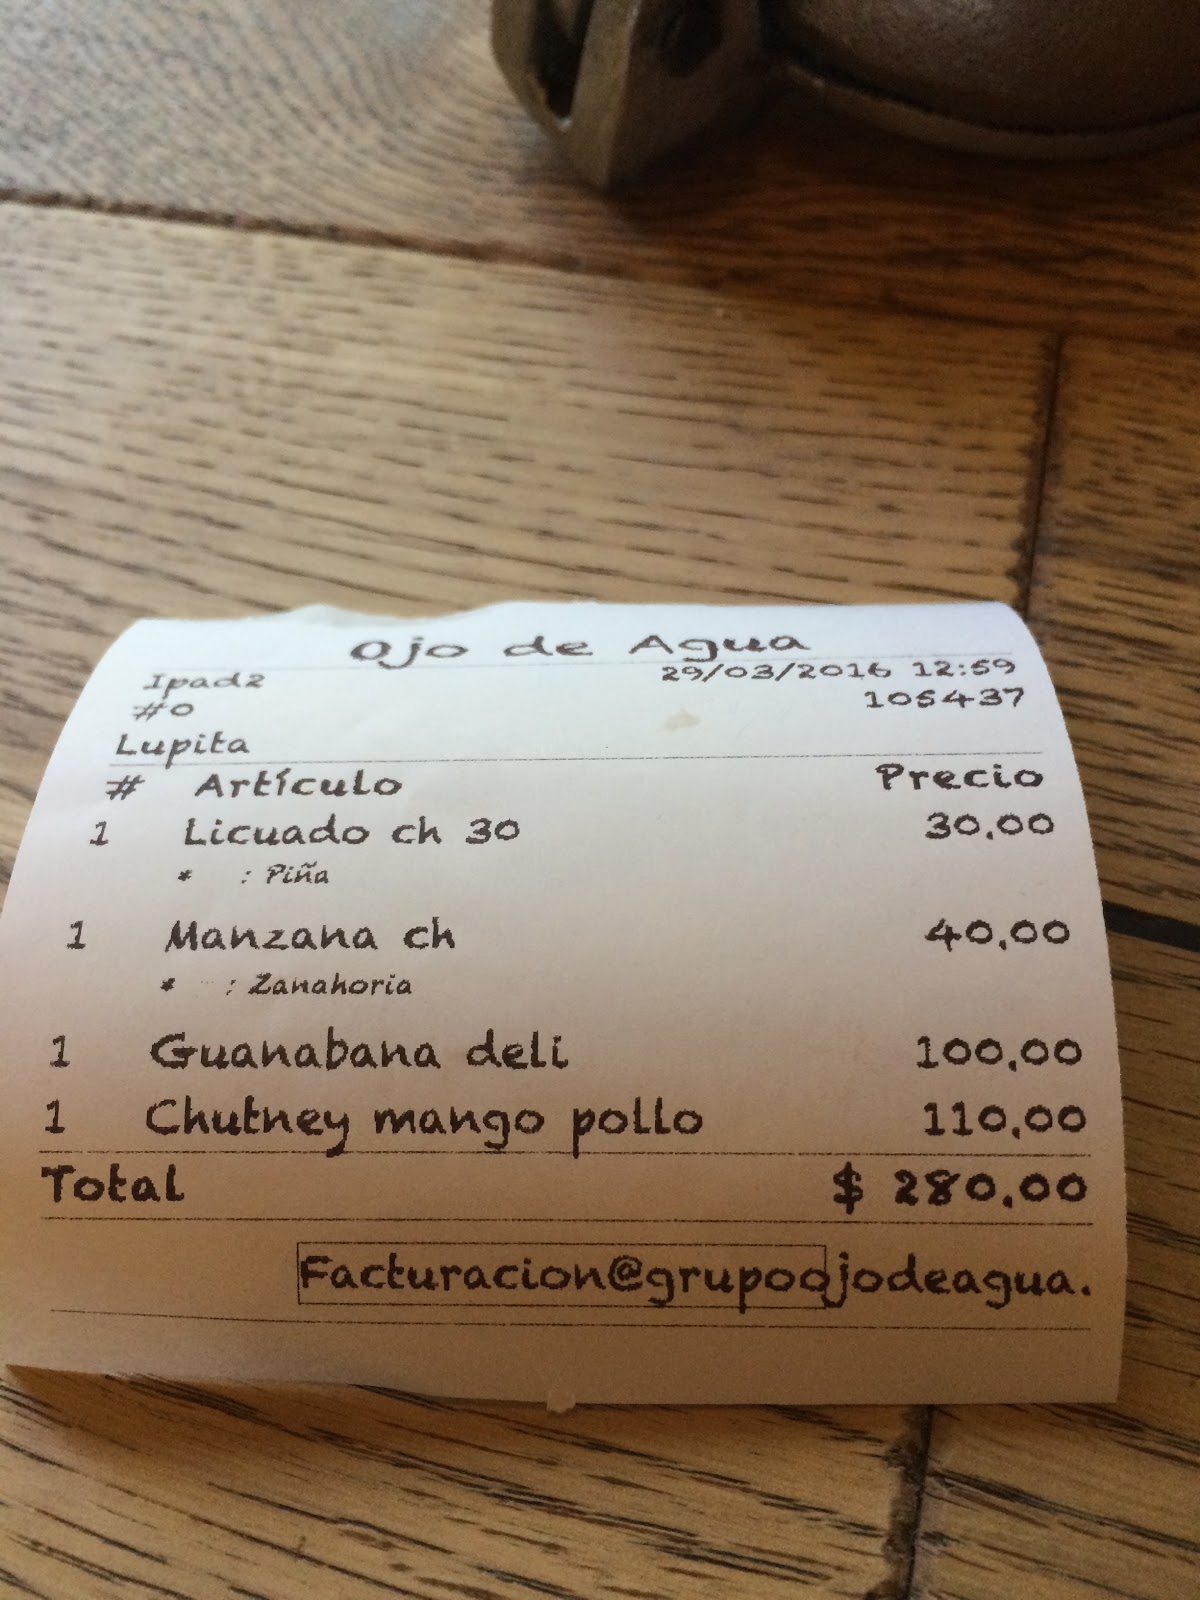 Ojo de Agua
Ipad2 29/03/2016 12:59
#0 105437
Lupita
# Artículo Precio
1 Licuado ch 30 30.00
* : Piña
1 Manzana ch 40.00
* : Zanahoria
1 Guanabana deli 100.00
1 Chutney mango pollo 110.00
Total $ 280.00
Facturacion@grupoojodeagua.